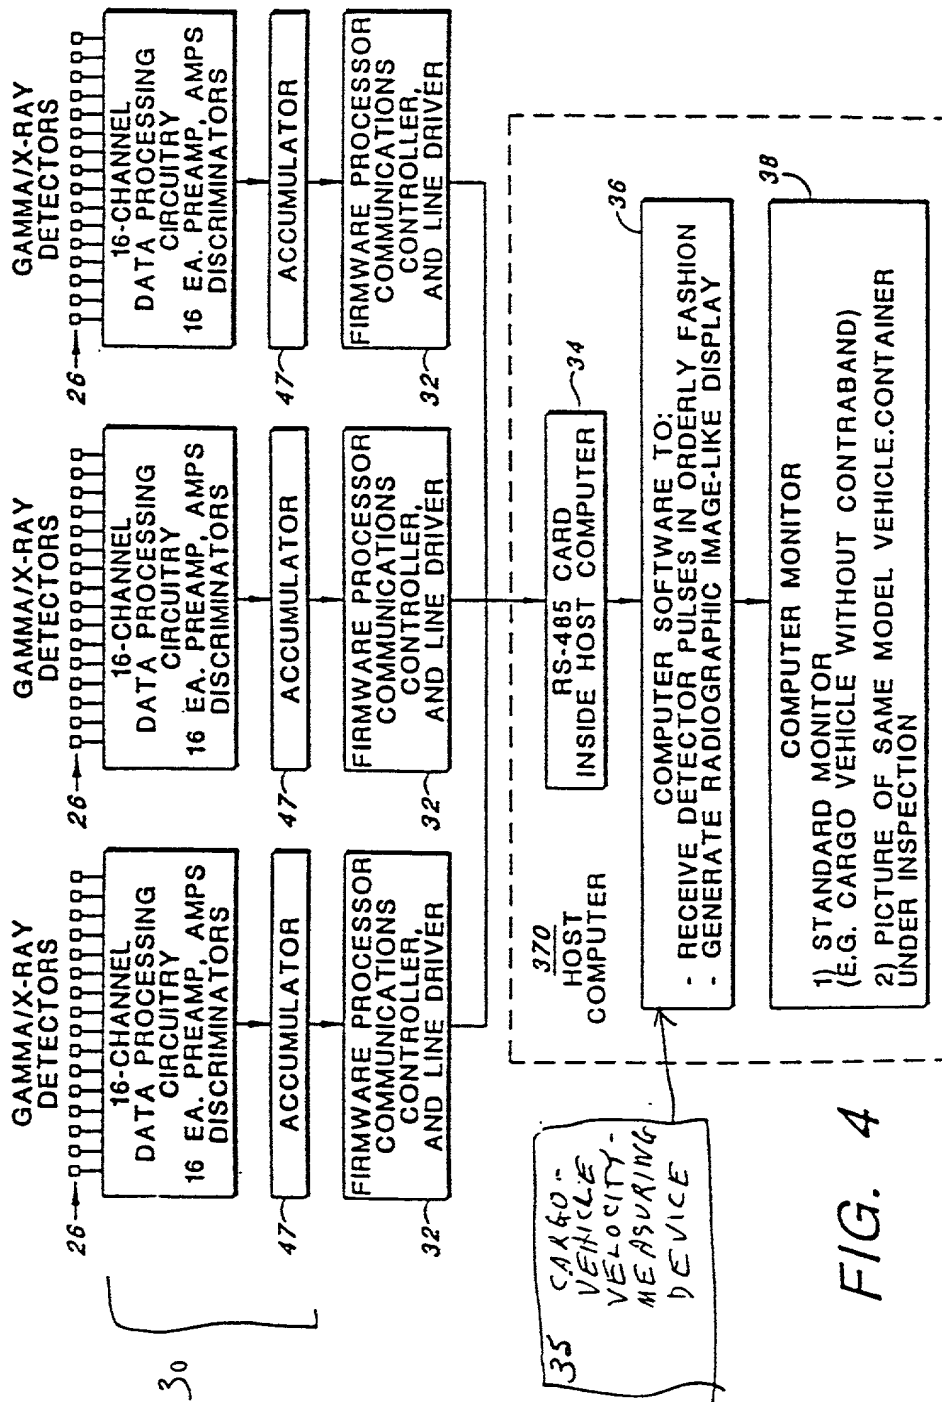 GAMMA/X-RAY
DETECTORS
26
16-CHANNEL
DATA PROCESSING
CIRCUITRY
16 EA. PREAMP, AMPS
DISCRIMINATORS
47
ACCUMULATOR
32
FIRMWARE PROCESSOR
COMMUNICATIONS
CONTROLLER,
AND LINE DRIVER
GAMMA/X-RAY
DETECTORS
26
16-CHANNEL
DATA PROCESSING
CIRCUITRY
16 EA. PREAMP, AMPS
DISCRIMINATORS
47
ACCUMULATOR
32
FIRMWARE PROCESSOR
COMMUNICATIONS
CONTROLLER,
AND LINE DRIVER
GAMMA/X-RAY
DETECTORS
26
16-CHANNEL
DATA PROCESSING
CIRCUITRY
16 EA. PREAMP, AMPS
DISCRIMINATORS
47
ACCUMULATOR
32
FIRMWARE PROCESSOR
COMMUNICATIONS
CONTROLLER,
AND LINE DRIVER
30
370
HOST
COMPUTER
RS-485 CARD
INSIDE HOST COMPUTER
34
35
CARGO-
VEHICLE
VELOCITY-
MEASURING
DEVICE
36
COMPUTER SOFTWARE TO:
- RECEIVE DETECTOR PULSES IN ORDERLY FASHION
- GENERATE RADIOGRAPHIC IMAGE-LIKE DISPLAY
38
COMPUTER MONITOR
1) STANDARD MONITOR
(E.G. CARGO VEHICLE WITHOUT CONTRABAND)
2) PICTURE OF SAME MODEL VEHICLE.CONTAINER
UNDER INSPECTION
FIG. 4